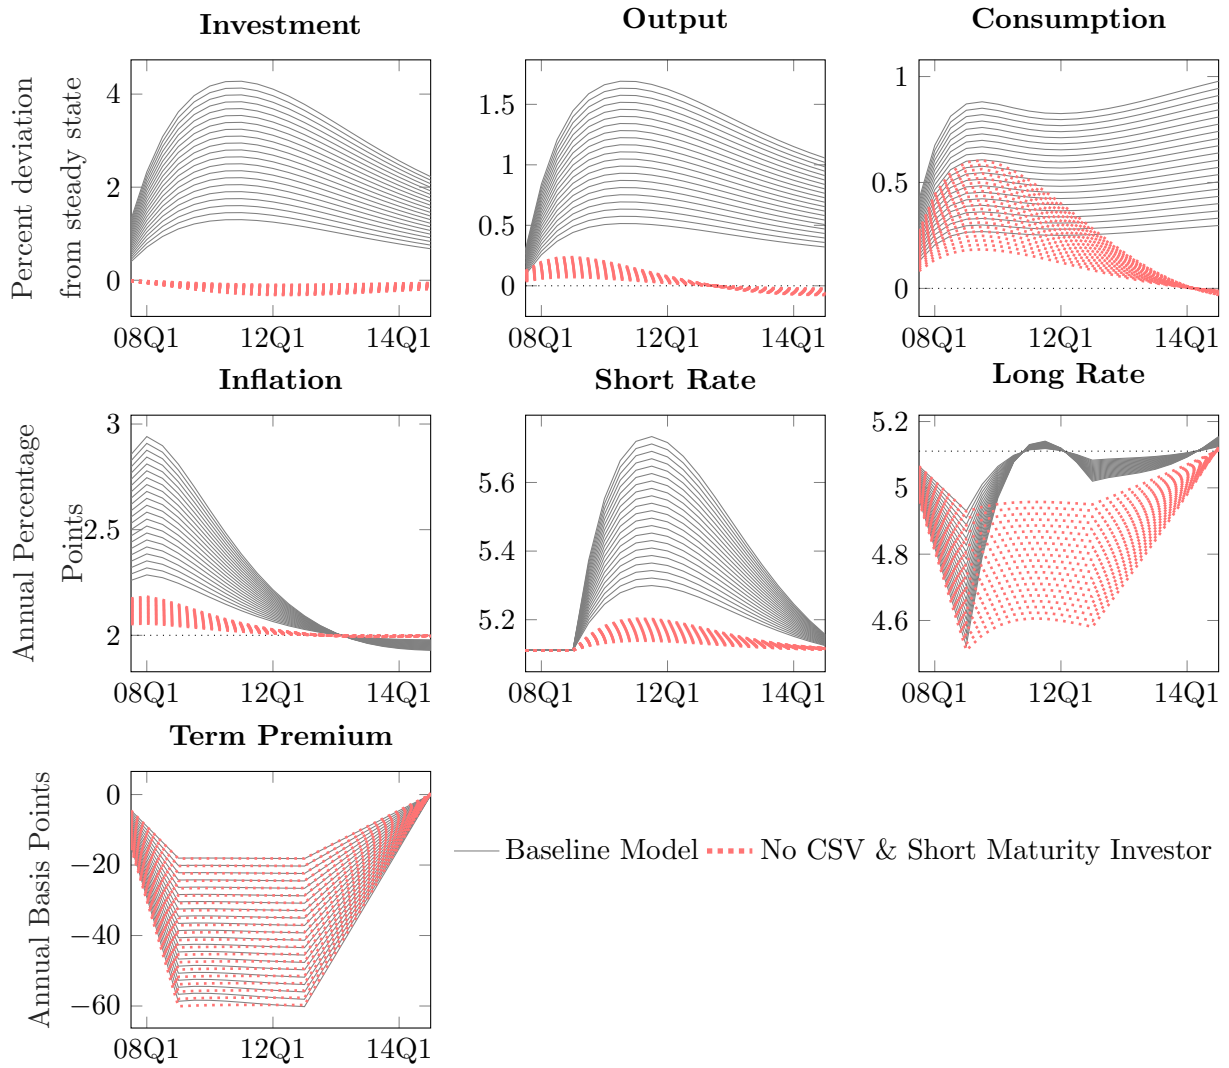 Investment
Output
Consumption
Percent deviation
from steady state
4
2
0
08Q1 12Q1 14Q1
1.5
1
0.5
0
08Q1 12Q1 14Q1
1
0.5
0
08Q1 12Q1 14Q1
Inflation
Short Rate
Long Rate
Annual Percentage
Points
3
2.5
2
08Q1 12Q1 14Q1
5.6
5.4
5.2
08Q1 12Q1 14Q1
5.2
5
4.8
4.6
08Q1 12Q1 14Q1
Term Premium
Annual Basis Points
0
−20
−40
−60
08Q1 12Q1 14Q1
Baseline Model
No CSV & Short Maturity Investor